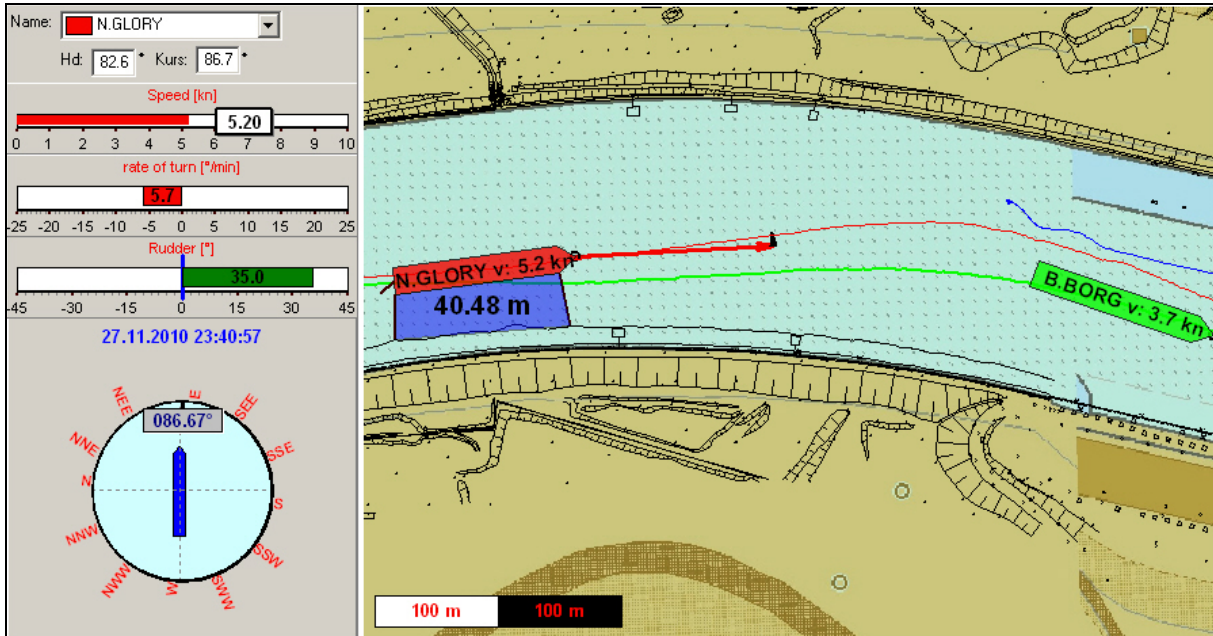 Name: N.GLORY
Hd: 82.6 ° Kurs: 86.7 °
Speed [kn]
5.20
0 1 2 3 4 5 6 7 8 9 10
rate of turn [°/min]
5.7
-25 -20 -15 -10 -5 0 5 10 15 20 25
Rudder [°]
35.0
-45 -30 -15 0 15 30 45
27.11.2010 23:40:57
086.67°
E
SEE
SSE
S
SSW
SWW
W
NWW
NNW
N
NNE
NEE
N.GLORY v: 5.2 kn
40.48 m
B.BORG v: 3.7 kn
100 m 100 m